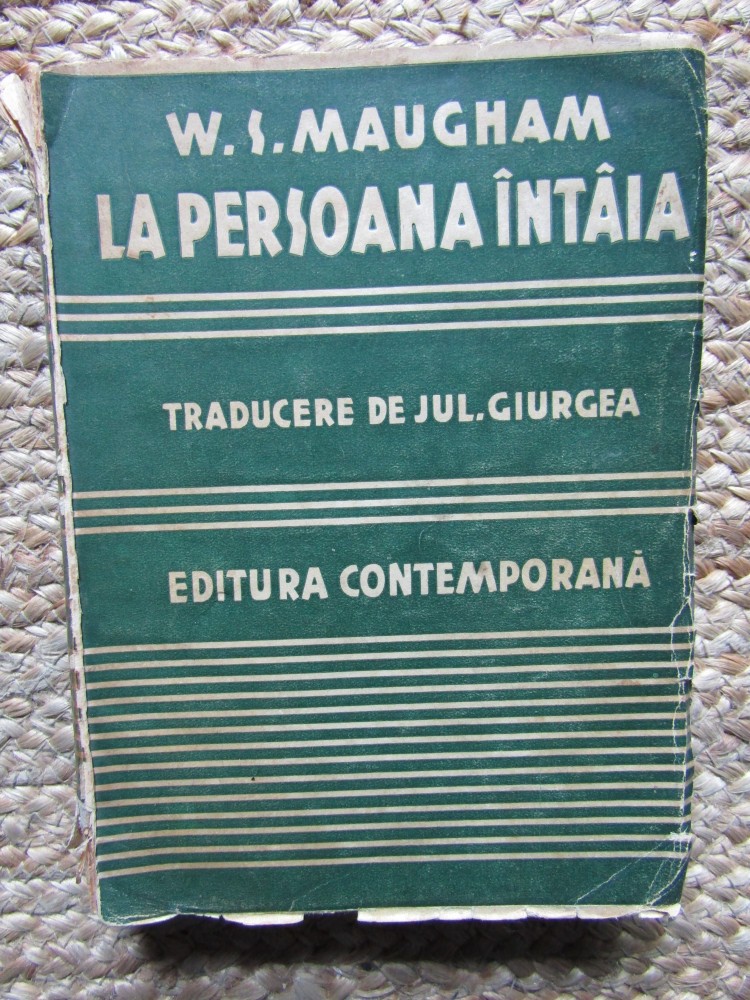 W. S. MAUGHAM
LA PERSOANA ÎNTÂIA
TRADUCERE DE JUL. GIURGEA
EDITURA CONTEMPORANĂ